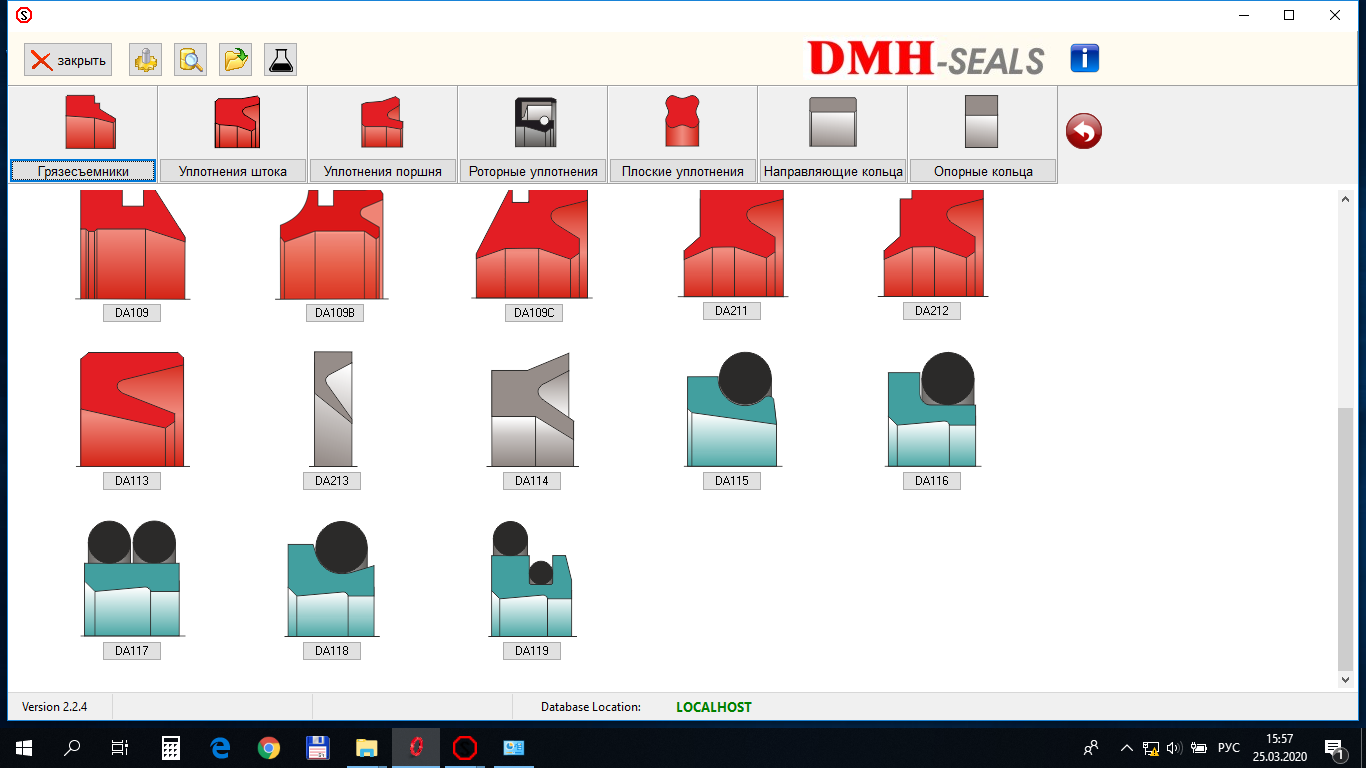 S
закрыть
DMH-SEALS
i
Грязесъемники
Уплотнения штока
Уплотнения поршня
Роторные уплотнения
Плоские уплотнения
Направляющие кольца
Опорные кольца
DA109
DA109B
DA109C
DA211
DA212
DA113
DA213
DA114
DA115
DA116
DA117
DA118
DA119
Version 2.2.4
Database Location:
LOCALHOST
РУС
15:57
25.03.2020
1